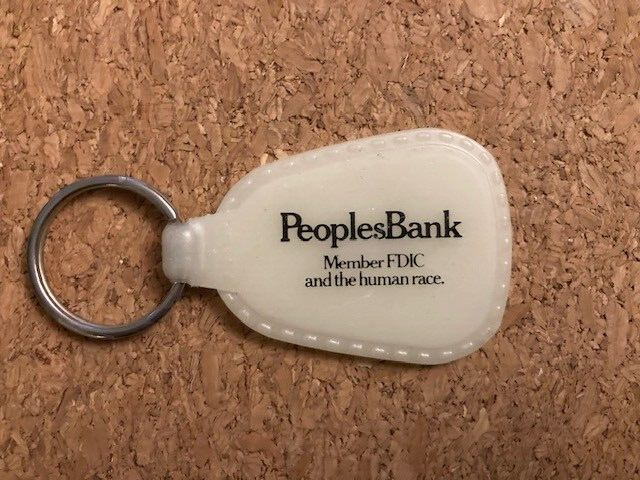 PeoplesBank
Member FDIC
and the human race.